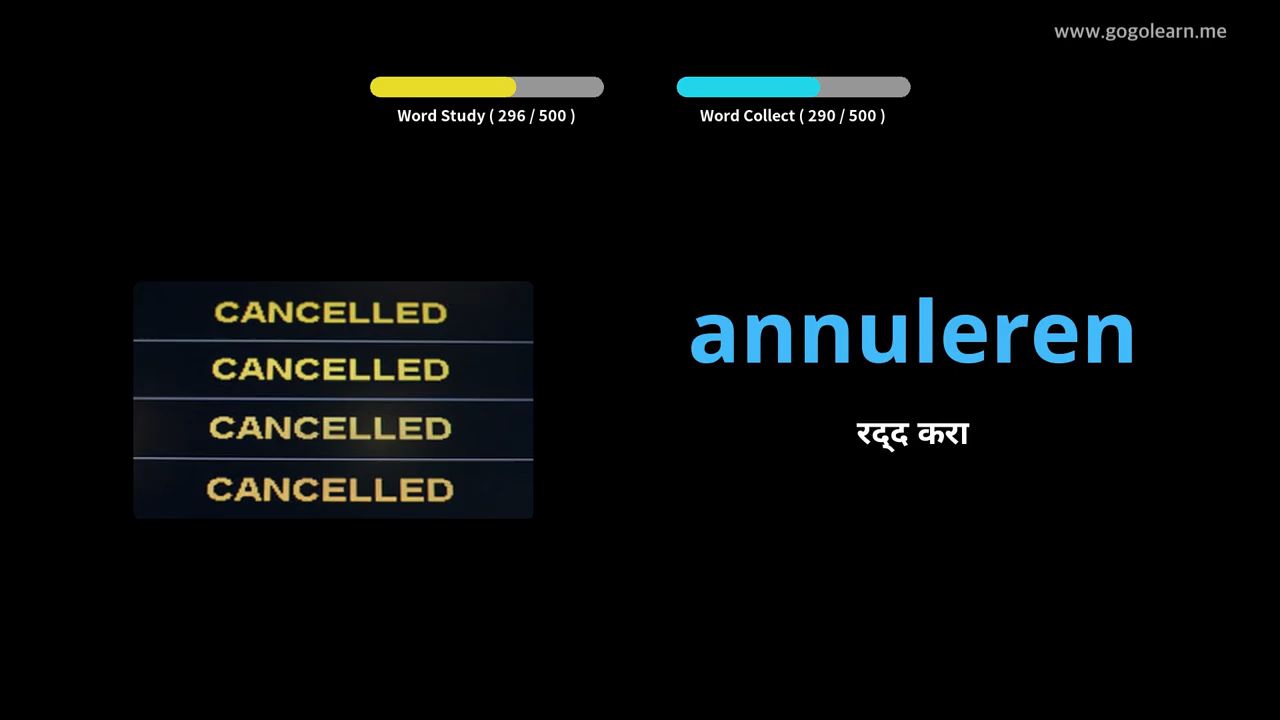 www.gogolearn.me
Word Study ( 296 / 500 )
Word Collect ( 290 / 500 )
CANCELLED
CANCELLED
CANCELLED
CANCELLED
annuleren
रद्द करा